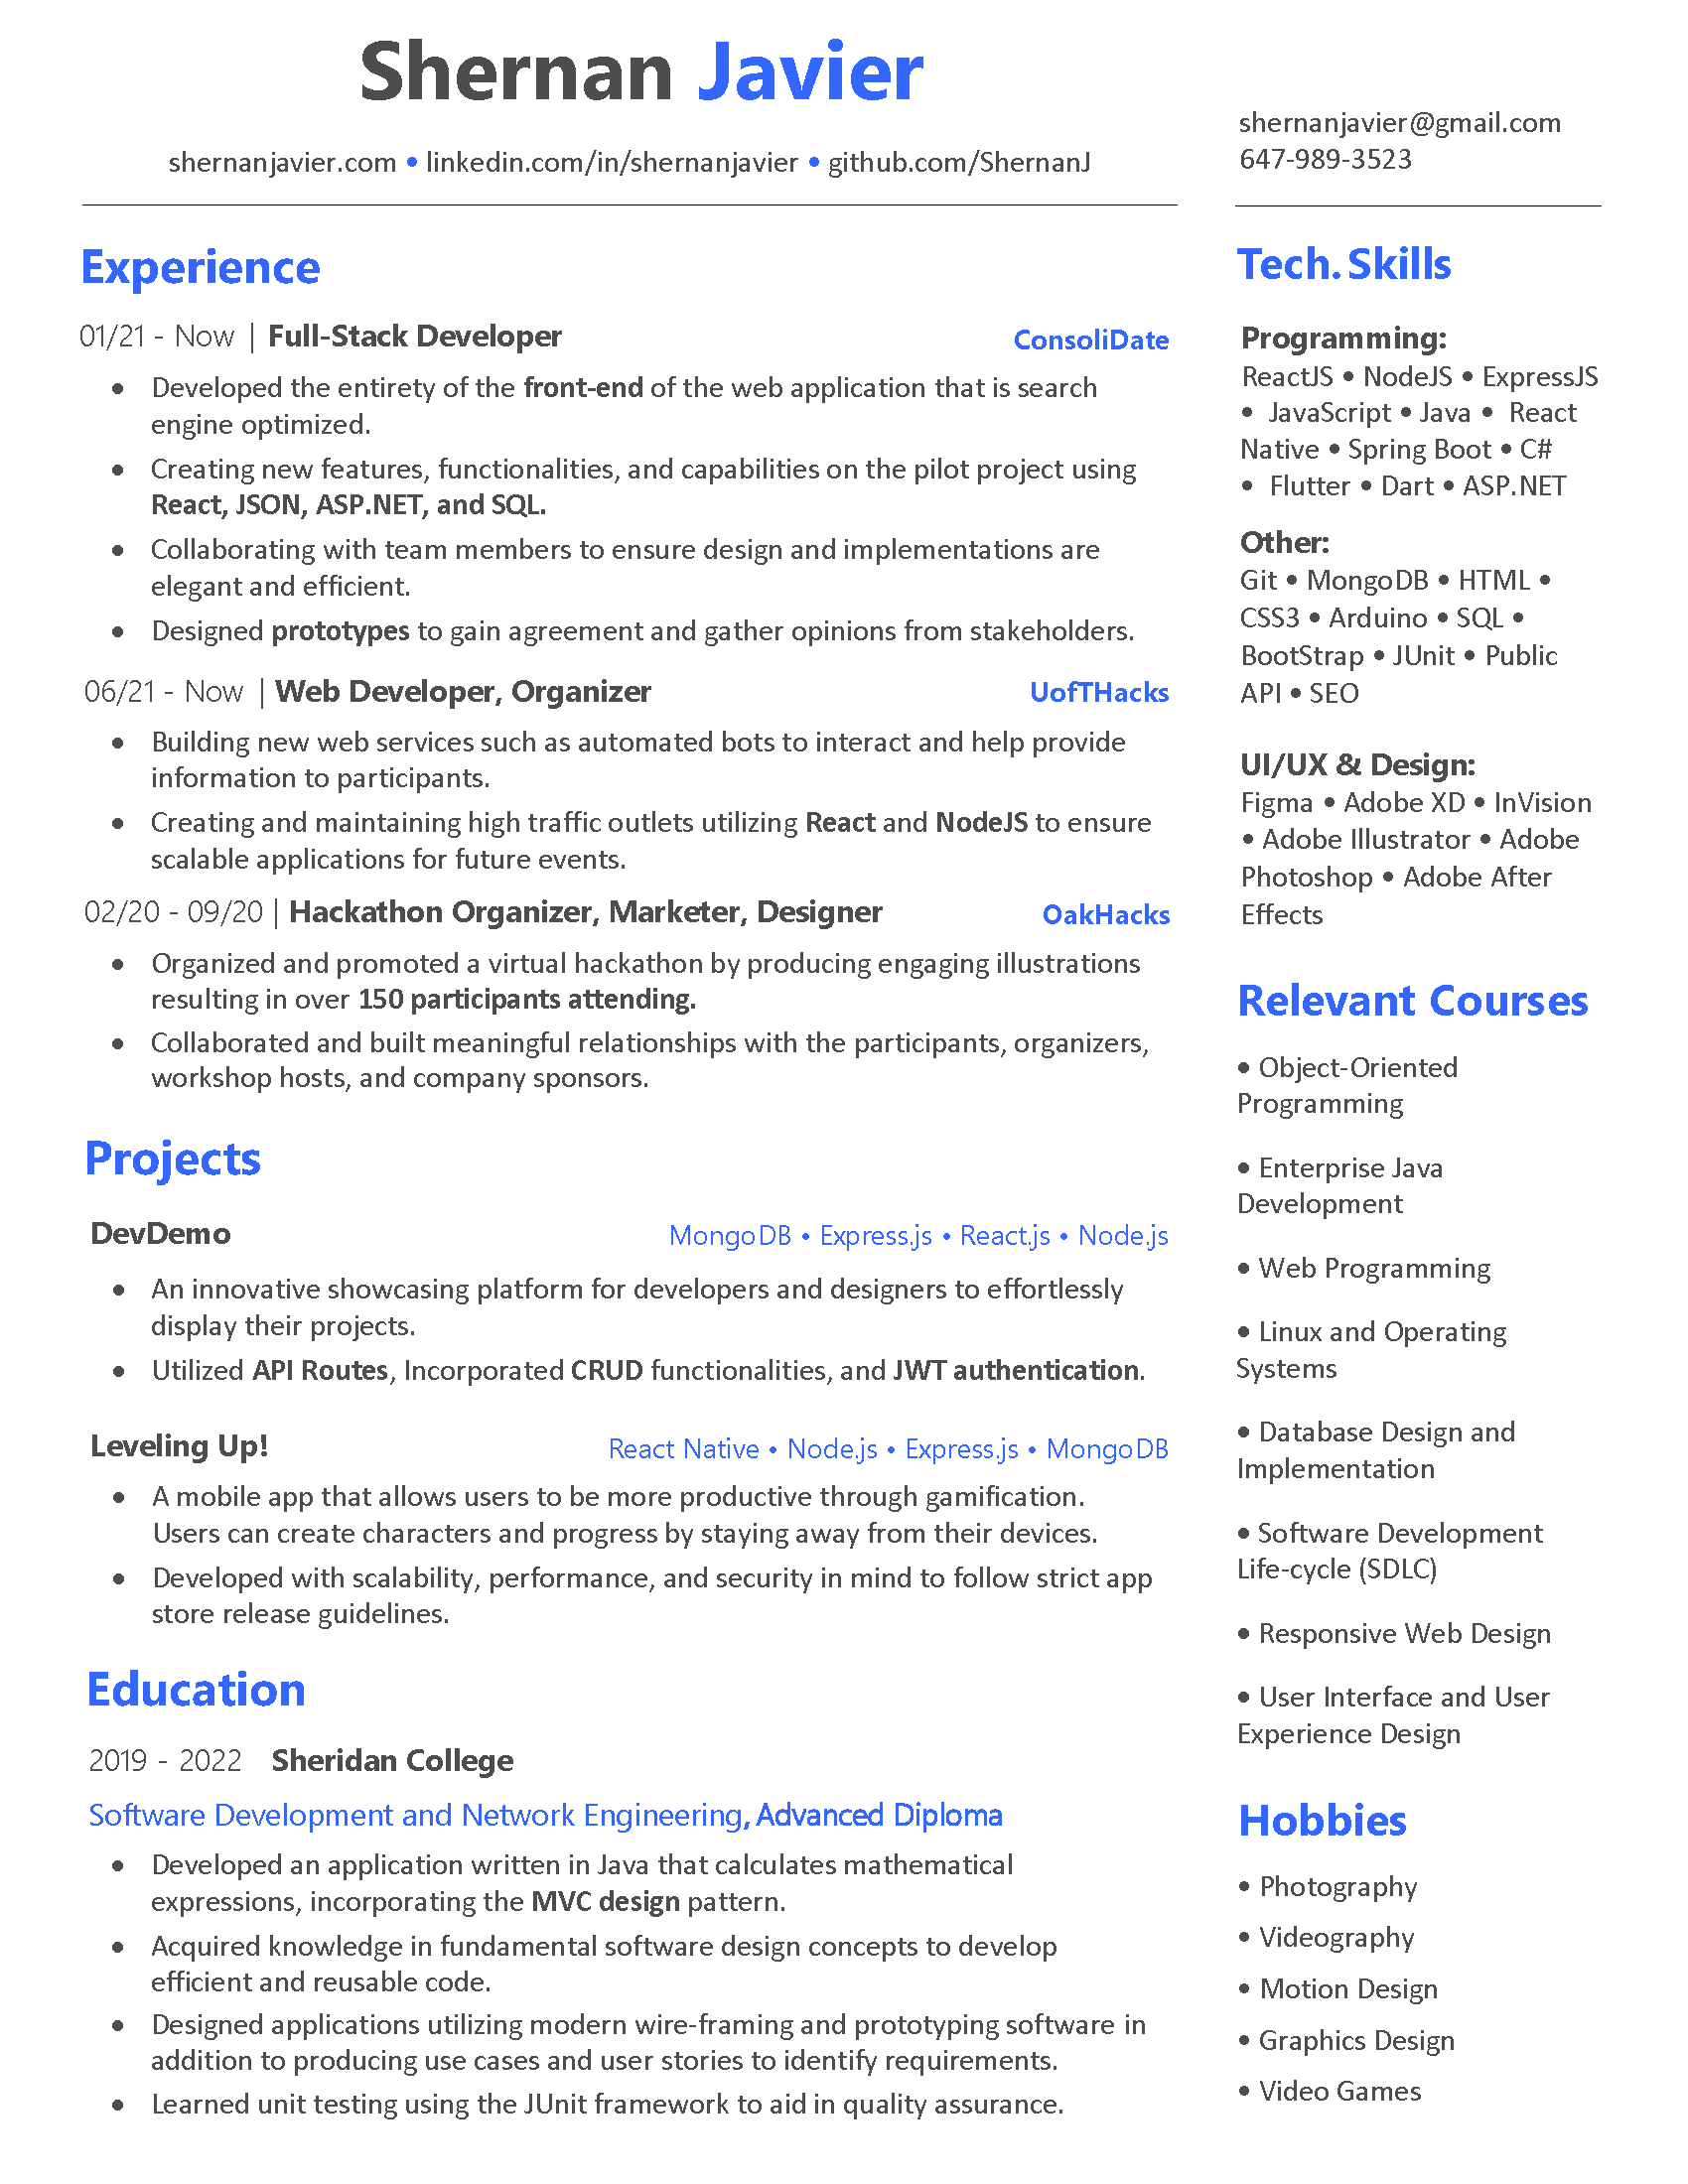 Shernan Javier
shernanjavier.com • linkedin.com/in/shernanjavier • github.com/ShernanJ
shernanjavier@gmail.com
647-989-3523
Experience
01/21 - Now | Full-Stack Developer ConsoliDate
• Developed the entirety of the front-end of the web application that is search
engine optimized.
• Creating new features, functionalities, and capabilities on the pilot project using
React, JSON, ASP.NET, and SQL.
• Collaborating with team members to ensure design and implementations are
elegant and efficient.
• Designed prototypes to gain agreement and gather opinions from stakeholders.
06/21 - Now | Web Developer, Organizer UofTHacks
• Building new web services such as automated bots to interact and help provide
information to participants.
• Creating and maintaining high traffic outlets utilizing React and NodeJS to ensure
scalable applications for future events.
02/20 - 09/20 | Hackathon Organizer, Marketer, Designer OakHacks
• Organized and promoted a virtual hackathon by producing engaging illustrations
resulting in over 150 participants attending.
• Collaborated and built meaningful relationships with the participants, organizers,
workshop hosts, and company sponsors.
Projects
DevDemo MongoDB • Express.js • React.js • Node.js
• An innovative showcasing platform for developers and designers to effortlessly
display their projects.
• Utilized API Routes, Incorporated CRUD functionalities, and JWT authentication.
Leveling Up! React Native • Node.js • Express.js • MongoDB
• A mobile app that allows users to be more productive through gamification.
Users can create characters and progress by staying away from their devices.
• Developed with scalability, performance, and security in mind to follow strict app
store release guidelines.
Education
2019 - 2022 Sheridan College
Software Development and Network Engineering, Advanced Diploma
• Developed an application written in Java that calculates mathematical
expressions, incorporating the MVC design pattern.
• Acquired knowledge in fundamental software design concepts to develop
efficient and reusable code.
• Designed applications utilizing modern wire-framing and prototyping software in
addition to producing use cases and user stories to identify requirements.
• Learned unit testing using the JUnit framework to aid in quality assurance.
Tech. Skills
Programming:
ReactJS • NodeJS • ExpressJS
• JavaScript • Java • React
Native • Spring Boot • C#
• Flutter • Dart • ASP.NET
Other:
Git • MongoDB • HTML •
CSS3 • Arduino • SQL •
BootStrap • JUnit • Public
API • SEO
UI/UX & Design:
Figma • Adobe XD • InVision
• Adobe Illustrator • Adobe
Photoshop • Adobe After
Effects
Relevant Courses
• Object-Oriented
Programming
• Enterprise Java
Development
• Web Programming
• Linux and Operating
Systems
• Database Design and
Implementation
• Software Development
Life-cycle (SDLC)
• Responsive Web Design
• User Interface and User
Experience Design
Hobbies
• Photography
• Videography
• Motion Design
• Graphics Design
• Video Games